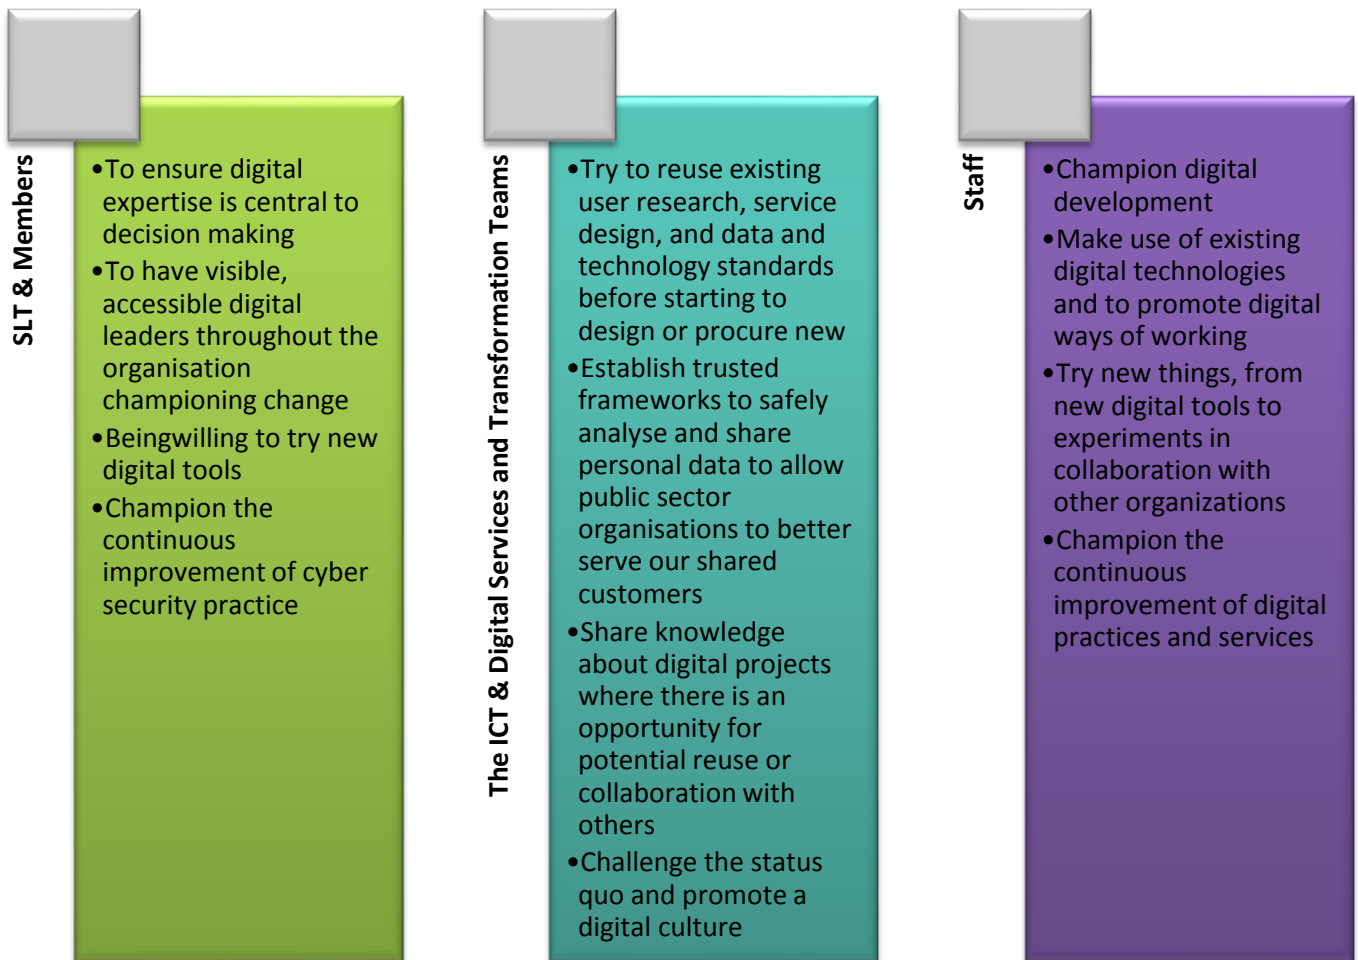 SLT & Members
•To ensure digital
expertise is central to
decision making
•To have visible,
accessible digital
leaders throughout the
organisation
championing change
•Beingwilling to try new
digital tools
•Champion the
continuous
improvement of cyber
security practice
The ICT & Digital Services and Transformation Teams
•Try to reuse existing
user research, service
design, and data and
technology standards
before starting to
design or procure new
•Establish trusted
frameworks to safely
analyse and share
personal data to allow
public sector
organisations to better
serve our shared
customers
•Share knowledge
about digital projects
where there is an
opportunity for
potential reuse or
collaboration with
others
•Challenge the status
quo and promote a
digital culture
Staff
•Champion digital
development
•Make use of existing
digital technologies
and to promote digital
ways of working
•Try new things, from
new digital tools to
experiments in
collaboration with
other organizations
•Champion the
continuous
improvement of digital
practices and services